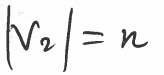 |V₂| = n